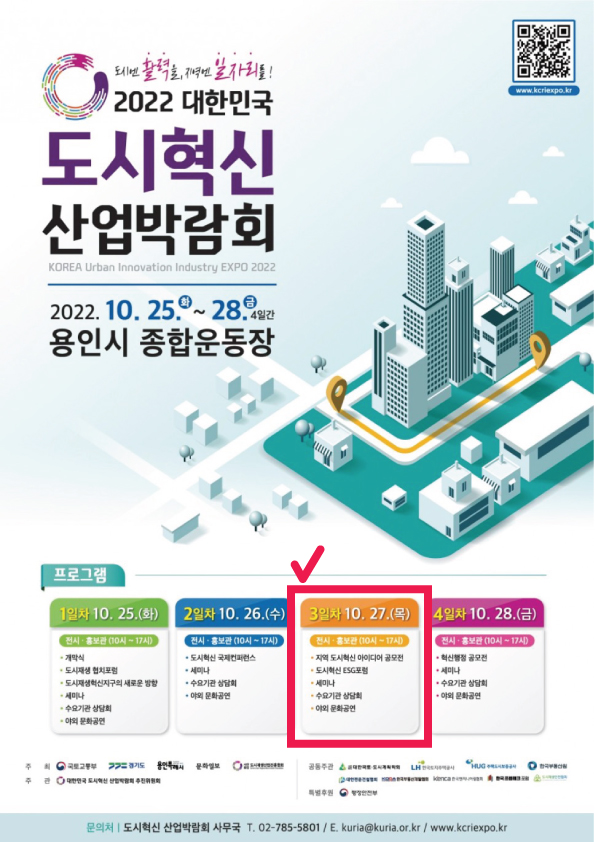 도시엔 활력을, 지역엔 일자리를!
2022 대한민국
도시혁신
산업박람회
KOREA Urban Innovation Industry EXPO 2022
2022. 10. 25.화 ~ 28.금 4일간
용인시 종합운동장
www.kcriexpo.kr
프로그램
1일차 10. 25.(화)
전시·홍보관 (10시 ~ 17시)
• 개막식
• 도시재생 협치포럼
• 도시재생혁신지구의 새로운 방향
• 세미나
• 수요기관 상담회
• 야외 문화공연
2일차 10. 26.(수)
전시·홍보관 (10시 ~ 17시)
• 도시혁신 국제컨퍼런스
• 세미나
• 수요기관 상담회
• 야외 문화공연
3일차 10. 27.(목)
전시·홍보관 (10시 ~ 17시)
• 지역 도시혁신 아이디어 공모전
• 도시혁신 ESG포럼
• 세미나
• 수요기관 상담회
• 야외 문화공연
4일차 10. 28.(금)
전시·홍보관 (10시 ~ 17시)
• 혁신행정 공모전
• 세미나
• 수요기관 상담회
• 야외 문화공연
주 최 국토교통부 경기도 용인특례시 문화일보
주 관 대한민국 도시혁신 산업박람회 추진위원회
공동주관 LH 한국토지주택공사 HUG 주택도시보증공사 한국부동산원
특별후원 행정안전부
문의처 | 도시혁신 산업박람회 사무국 T. 02-785-5801 / E. kuria@kuria.or.kr / www.kcriexpo.kr